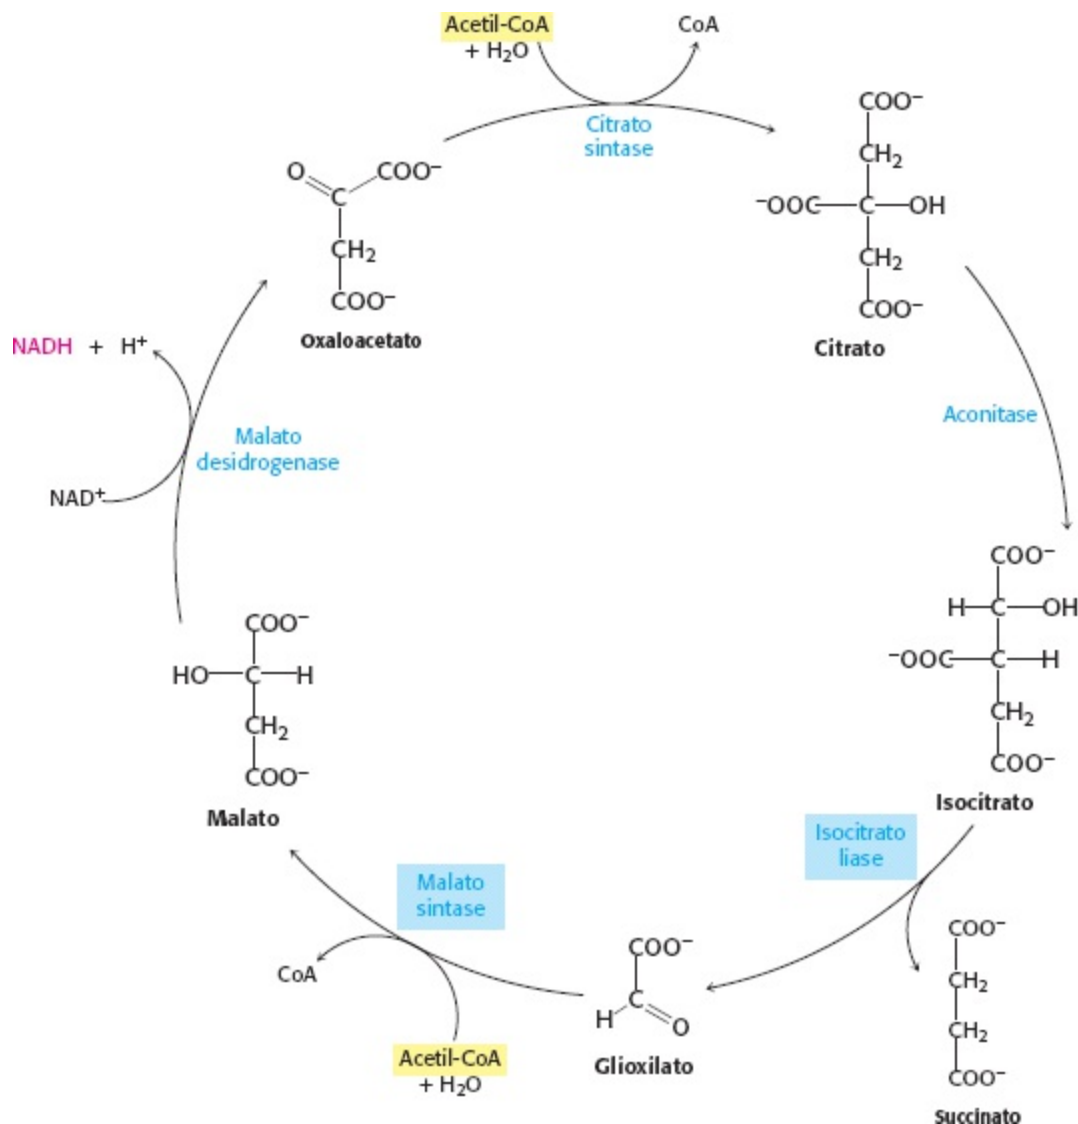 Acetil-CoA
+ H₂O
CoA
Citrato
sintase
COO⁻
CH₂
⁻OOC—C—OH
CH₂
COO⁻
Citrato
O
COO⁻
C
CH₂
COO⁻
Oxaloacetato
Aconitase
NADH + H⁺
Malato
desidrogenase
NAD⁺
COO⁻
H—C—OH
⁻OOC—C—H
CH₂
COO⁻
Isocitrato
COO⁻
HO—C—H
CH₂
COO⁻
Malato
Isocitrato
liase
Malato
sintase
CoA
Acetil-CoA
+ H₂O
COO⁻
C
H
O
Glioxilato
COO⁻
CH₂
CH₂
COO⁻
Succinato